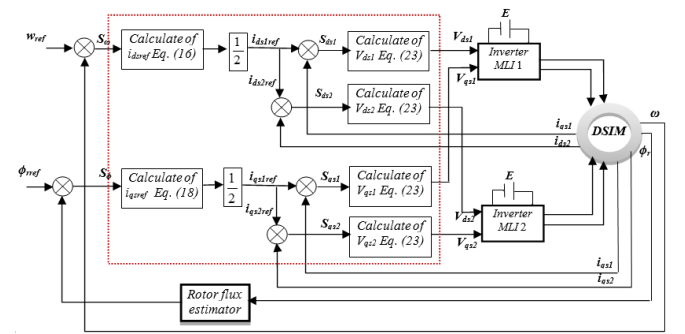 w_ref
S_ω
Calculate of
i_dsref Eq. (16)
1
2
i_ds1ref
i_ds2ref
S_ds1
Calculate of
V_ds1 Eq. (23)
S_ds2
Calculate of
V_ds2 Eq. (23)
V_ds1
V_qs1
E
Inverter
MLI 1
i_qs1
i_ds2
DSIM
ω
ϕ_r
ϕ_rref
S_ϕ
Calculate of
i_qsref Eq. (18)
1
2
i_qs1ref
i_qs2ref
S_qs1
Calculate of
V_qs1 Eq. (23)
S_qs2
Calculate of
V_qs2 Eq. (23)
V_ds2
V_qs2
E
Inverter
MLI 2
i_qs1
i_qs2
Rotor flux
estimator